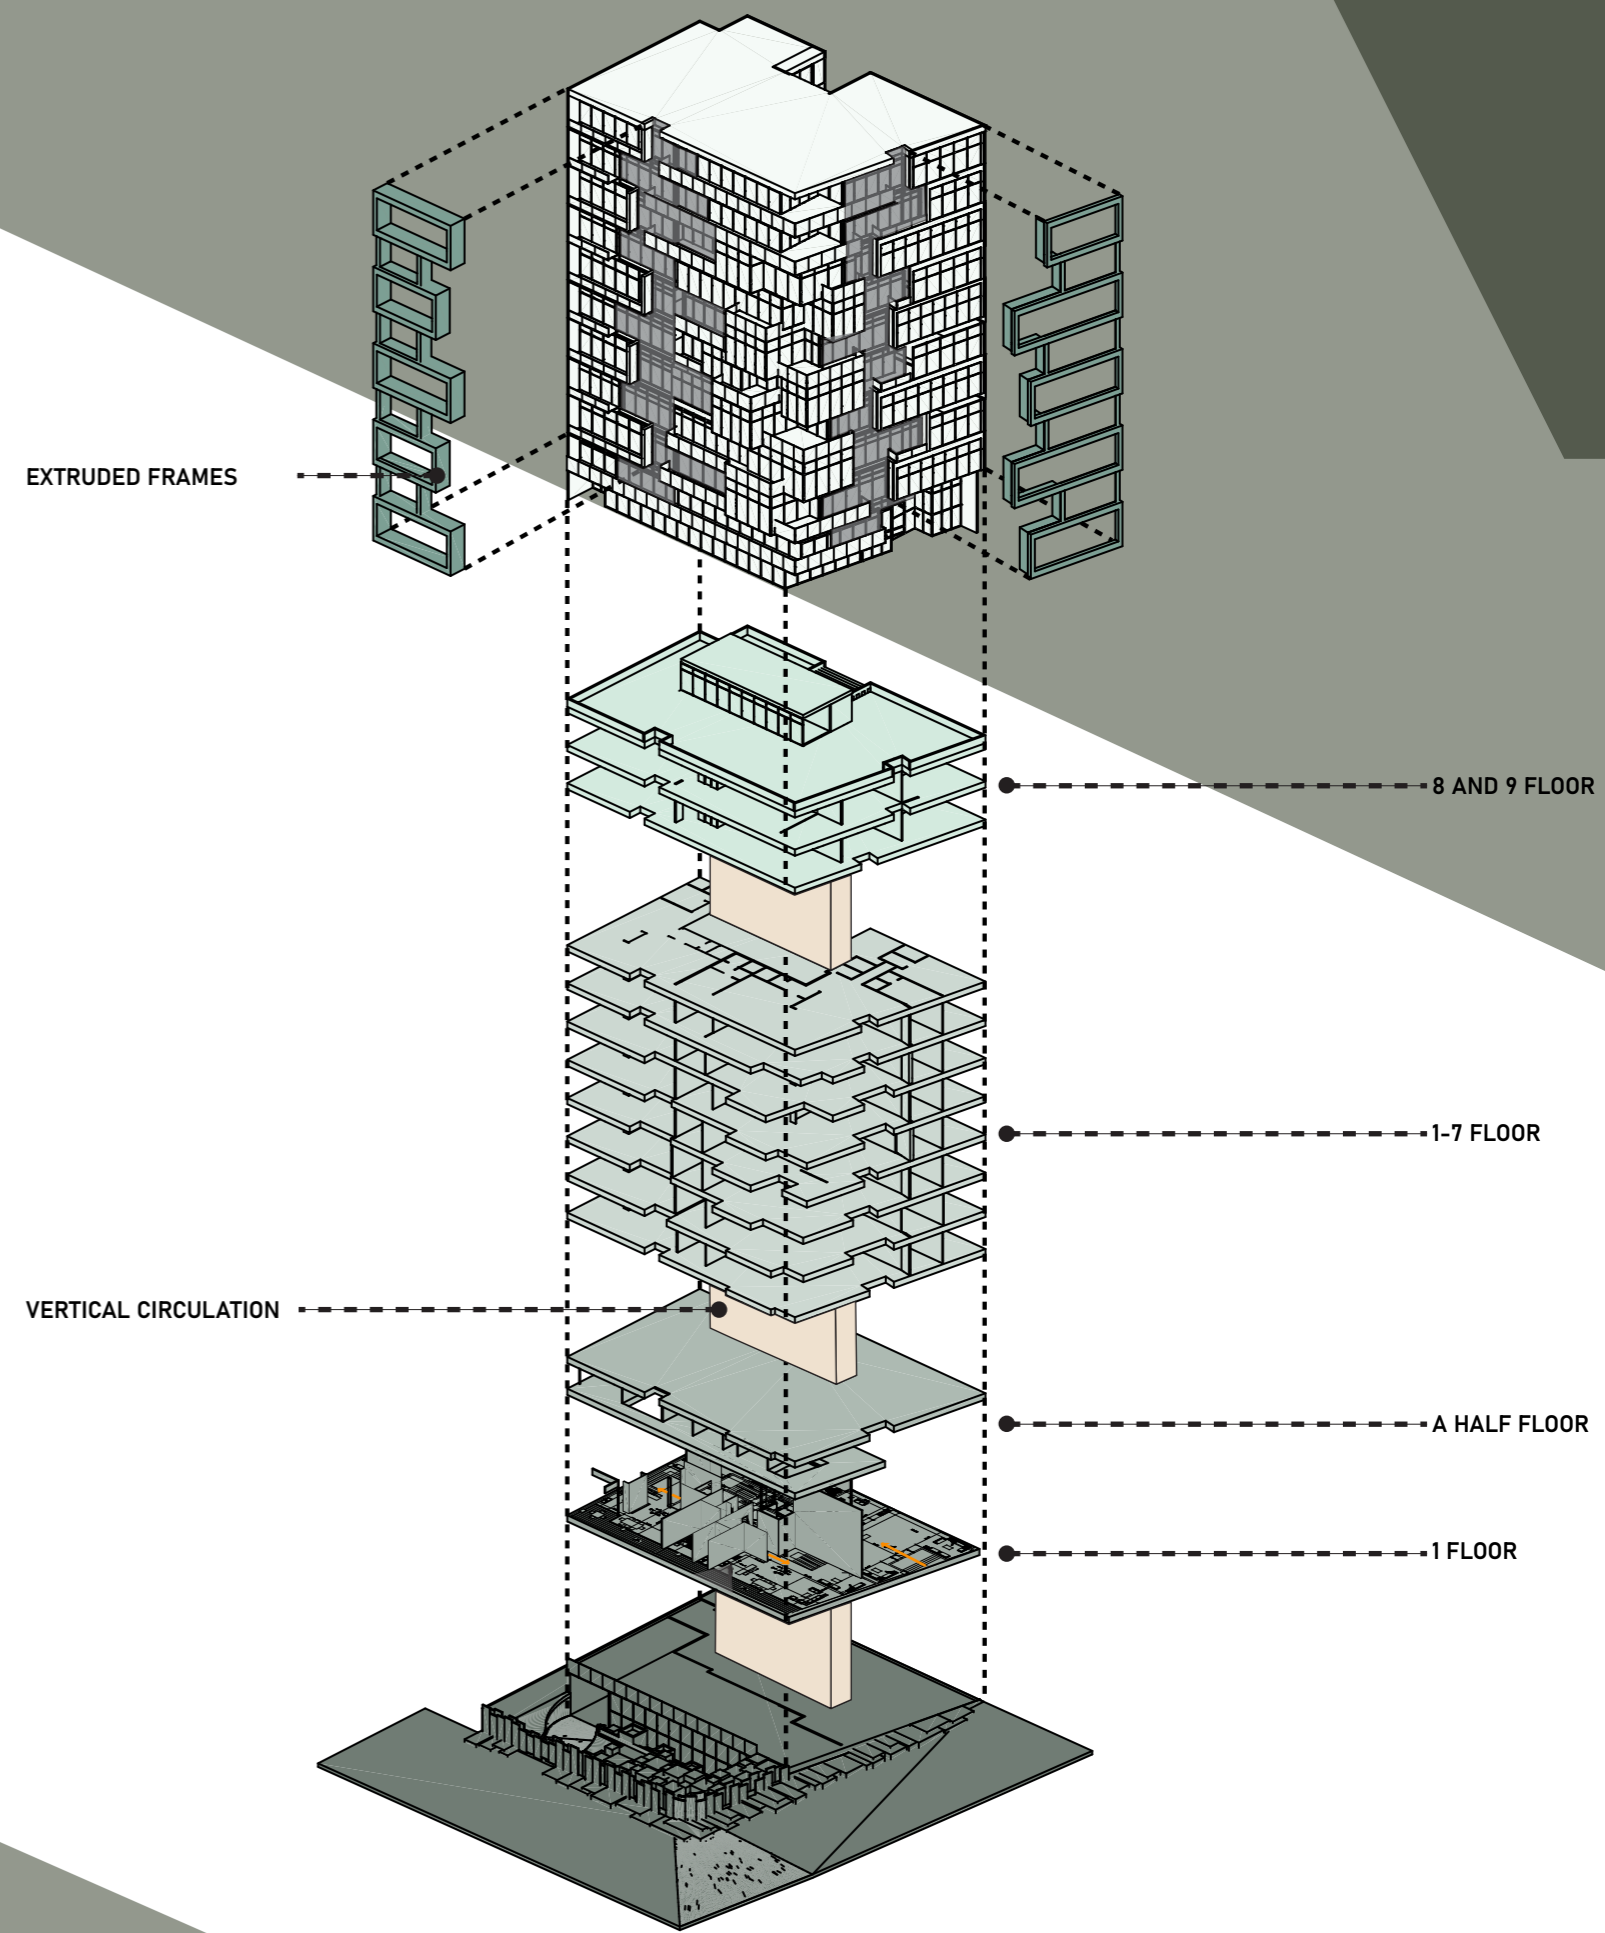 EXTRUDED FRAMES
8 AND 9 FLOOR
1-7 FLOOR
VERTICAL CIRCULATION
A HALF FLOOR
1 FLOOR